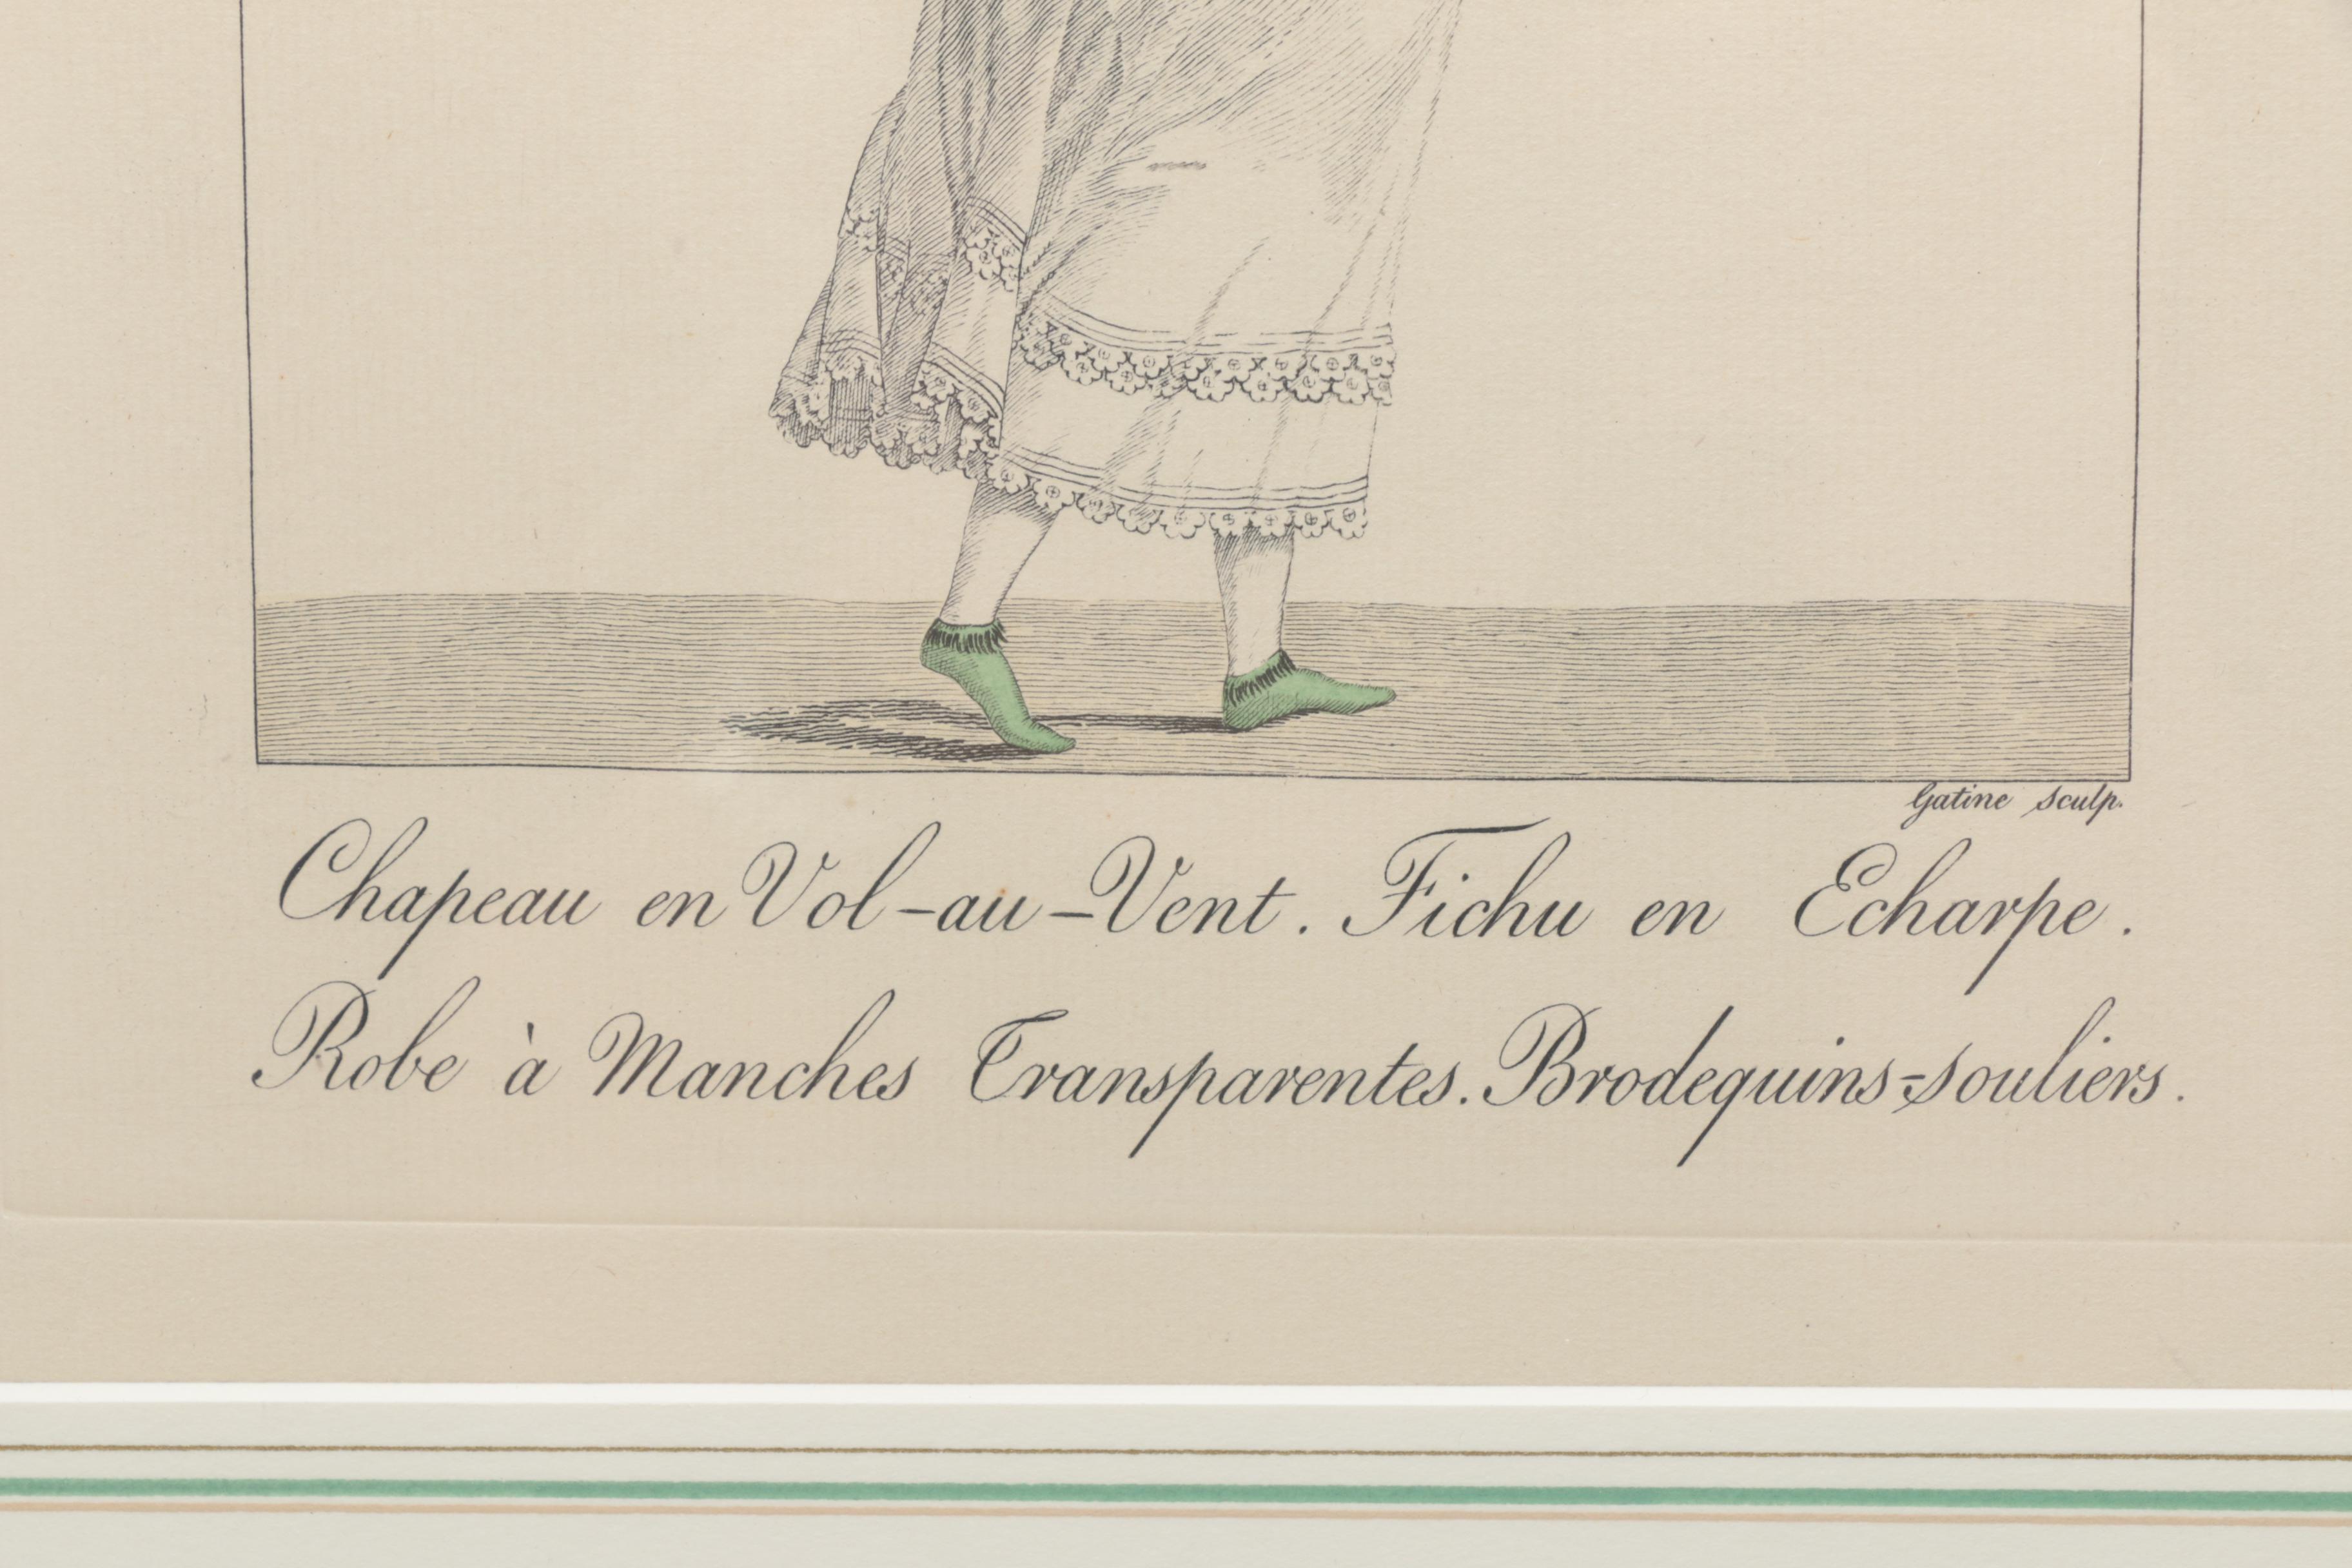 Gatine Sculp.
Chapeau en Vol-au-Vent. Fichu en Echarpe.
Robe à Manches Transparentes. Brodequins-souliers.